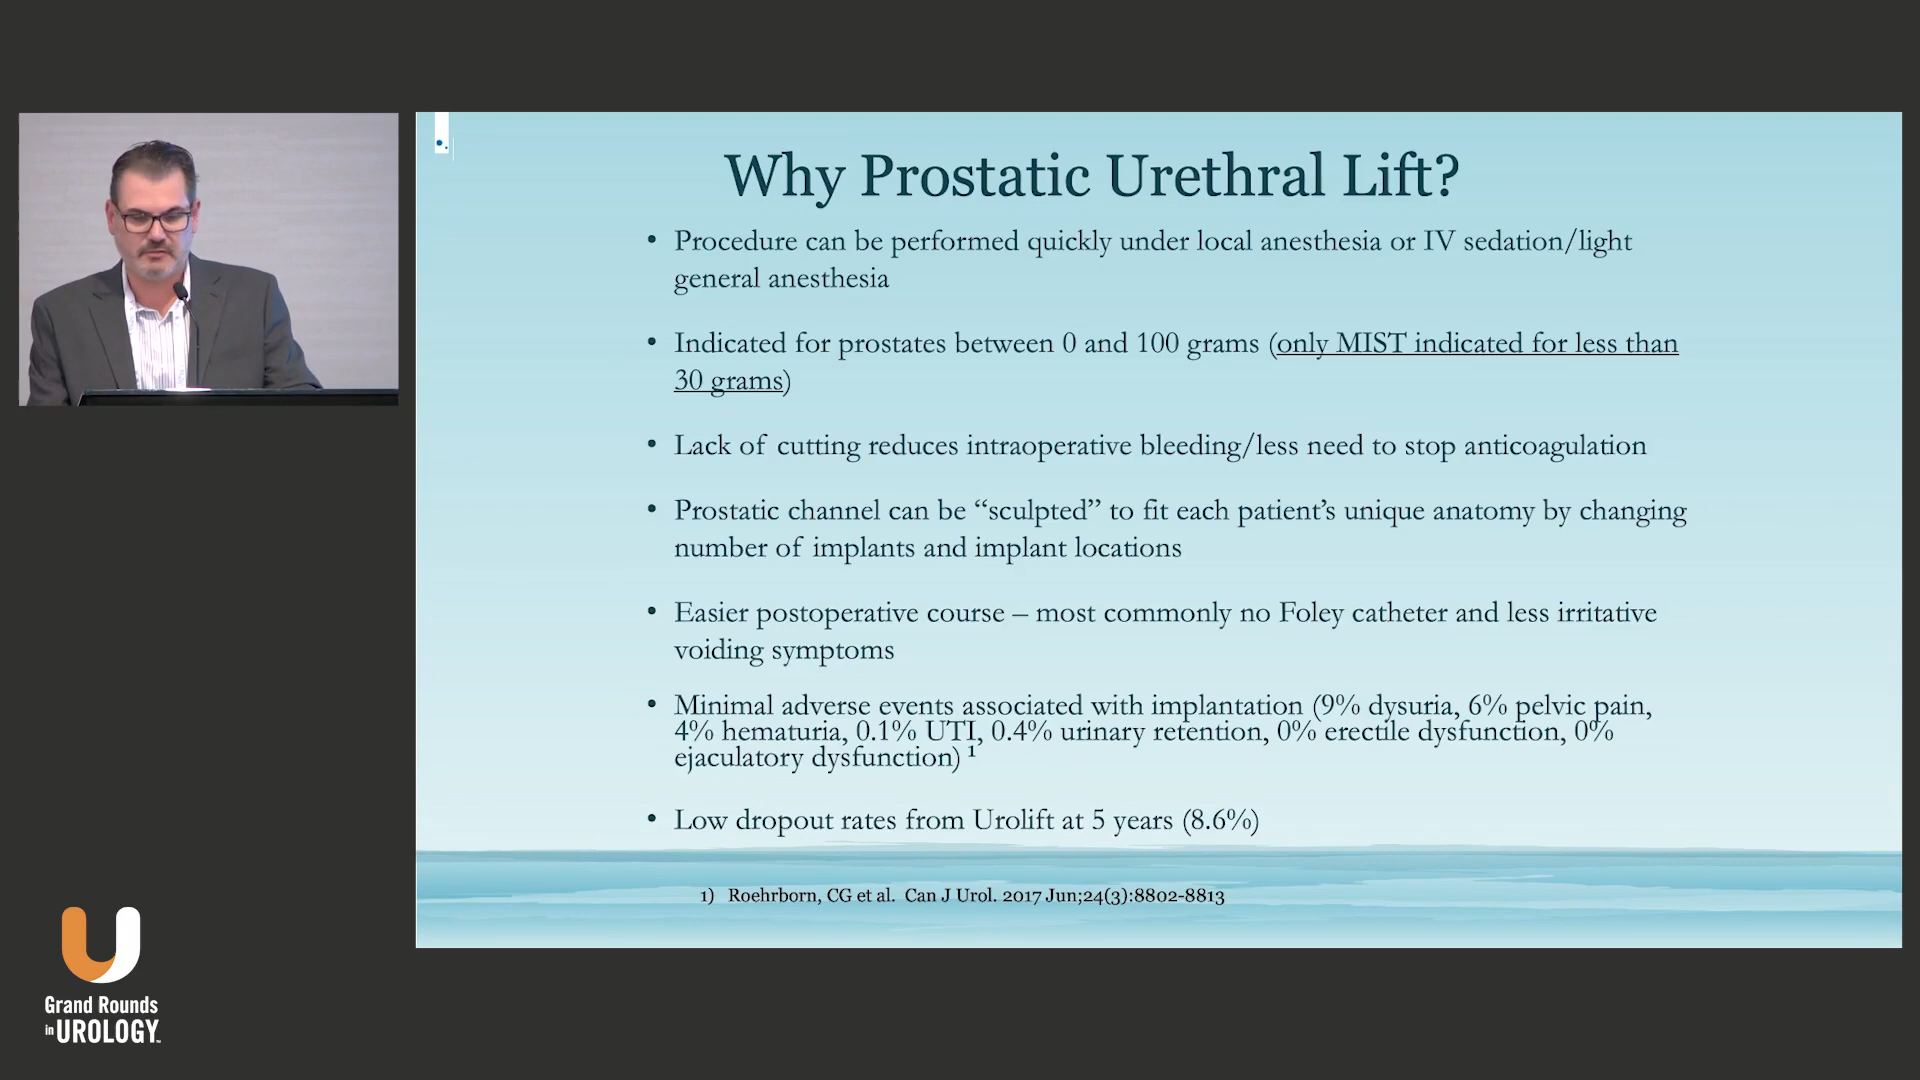 Why Prostatic Urethral Lift?
• Procedure can be performed quickly under local anesthesia or IV sedation/light
general anesthesia
• Indicated for prostates between 0 and 100 grams (only MIST indicated for less than
30 grams)
• Lack of cutting reduces intraoperative bleeding/less need to stop anticoagulation
• Prostatic channel can be “sculpted” to fit each patient’s unique anatomy by changing
number of implants and implant locations
• Easier postoperative course – most commonly no Foley catheter and less irritative
voiding symptoms
• Minimal adverse events associated with implantation (9% dysuria, 6% pelvic pain,
4% hematuria, 0.1% UTI, 0.4% urinary retention, 0% erectile dysfunction, 0%
ejaculatory dysfunction) ¹
• Low dropout rates from Urolift at 5 years (8.6%)
1) Roehrborn, CG et al. Can J Urol. 2017 Jun;24(3):8802-8813
Grand Rounds
in UROLOGY™